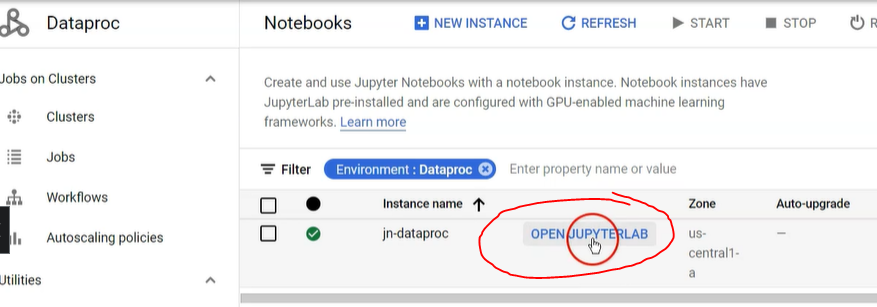 Dataproc
Notebooks
NEW INSTANCE
REFRESH
START
STOP
R
Jobs on Clusters
Clusters
Jobs
Workflows
Autoscaling policies
Utilities
Create and use Jupyter Notebooks with a notebook instance. Notebook instances have
JupyterLab pre-installed and are configured with GPU-enabled machine learning
frameworks. Learn more
Filter
Environment : Dataproc
Enter property name or value
Instance name
Zone
Auto-upgrade
jn-dataproc
OPEN JUPYTERLAB
us-
central1-
a
—